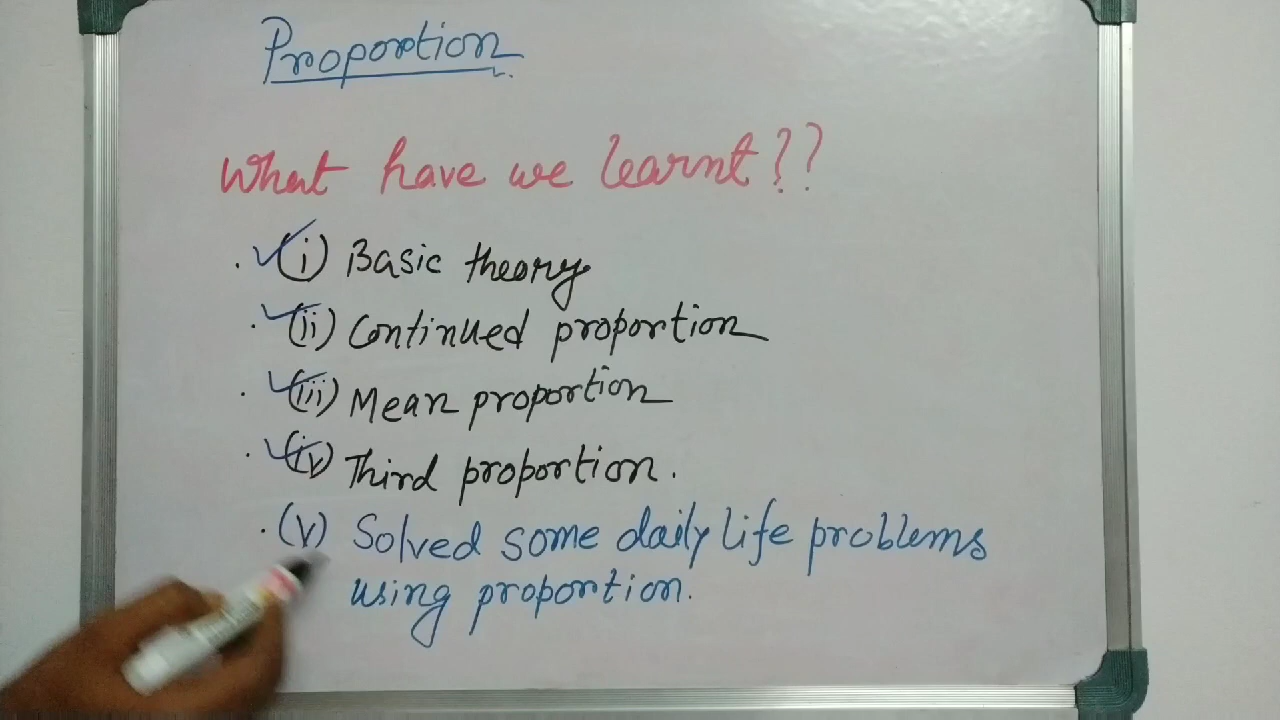 Proportion
What have we learnt??
. (i) Basic theory
. (ii) Continued proportion
. (iii) Mean proportion
. (iv) Third proportion.
. (v) Solved some daily life problems
using proportion.